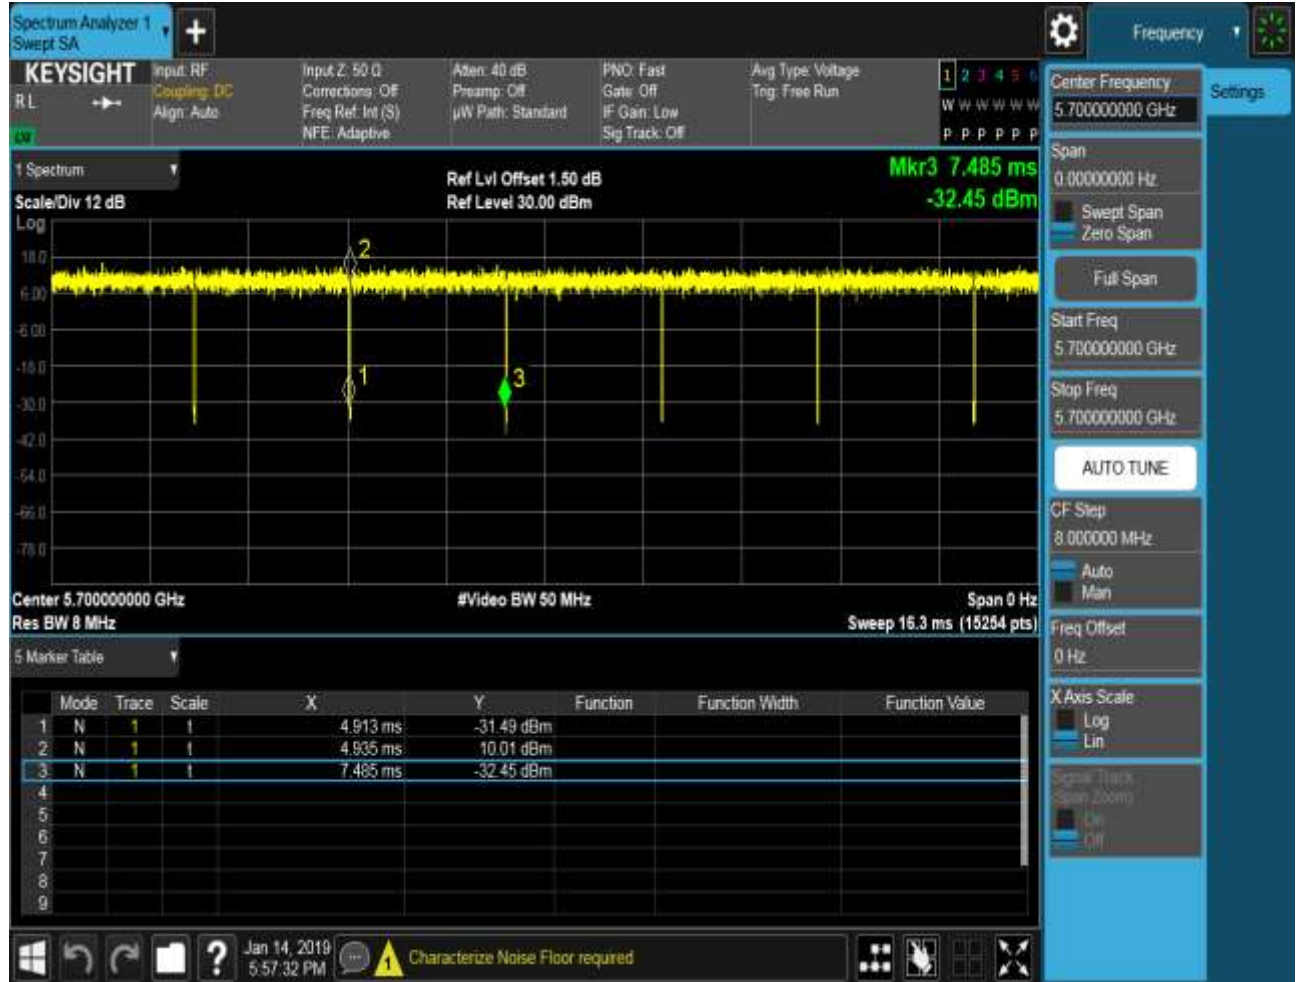 Spectrum Analyzer 1
Swept SA
Frequency
KEYSIGHT
RL
Input: RF
Coupling: DC
Align: Auto
Input Z: 50 Ω
Corrections: Off
Freq Ref: Int (S)
NFE: Adaptive
Atten: 40 dB
Preamp: Off
µW Path: Standard
PNO: Fast
Gate: Off
IF Gain: Low
Sig Track: Off
Avg Type: Voltage
Trig: Free Run
1 2 3 4 5 6
W W W W W W
P P P P P P
1 Spectrum
Scale/Div 12 dB
Ref Lvl Offset 1.50 dB
Ref Level 30.00 dBm
Mkr3 7.485 ms
-32.45 dBm
Log
18.0
6.00
-6.00
-18.0
-30.0
-42.0
-54.0
-66.0
-78.0
2
1
3
Center 5.700000000 GHz
Res BW 8 MHz
#Video BW 50 MHz
Span 0 Hz
Sweep 16.3 ms (15254 pts)
5 Marker Table
Mode Trace Scale X Y Function Function Width Function Value
1 N 1 t 4.913 ms -31.49 dBm
2 N 1 t 4.935 ms 10.01 dBm
3 N 1 t 7.485 ms -32.45 dBm
4
5
6
7
8
9
Center Frequency
5.700000000 GHz
Settings
Span
0.00000000 Hz
Swept Span
Zero Span
Full Span
Start Freq
5.700000000 GHz
Stop Freq
5.700000000 GHz
AUTO TUNE
CF Step
8.000000 MHz
Auto
Man
Freq Offset
0 Hz
X Axis Scale
Log
Lin
Signal Track
(Span Zoom)
On
Off
?
Jan 14, 2019
5:57:32 PM
1
Characterize Noise Floor required